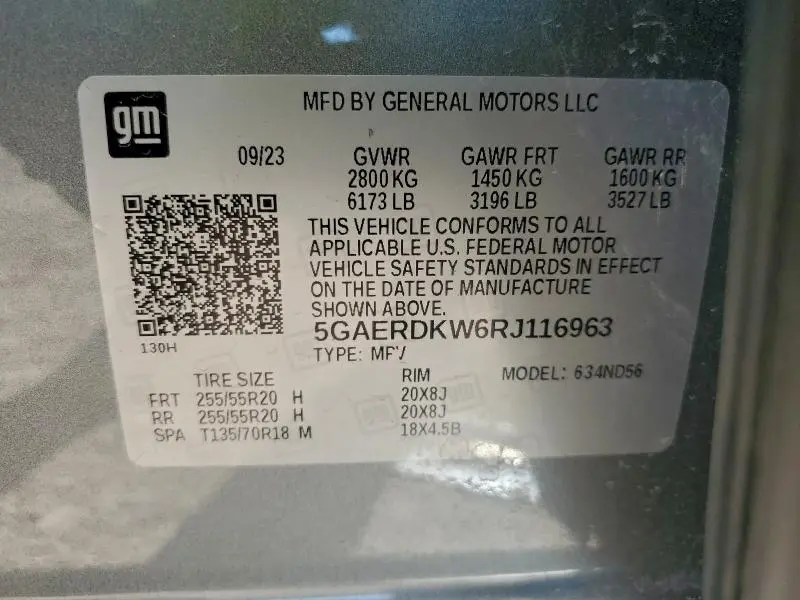 gm
MFD BY GENERAL MOTORS LLC
09/23 GVWR GAWR FRT GAWR RR
2800 KG 1450 KG 1600 KG
6173 LB 3196 LB 3527 LB
THIS VEHICLE CONFORMS TO ALL
APPLICABLE U.S. FEDERAL MOTOR
VEHICLE SAFETY STANDARDS IN EFFECT
ON THE DATE OF MANUFACTURE
SHOWN ABOVE.
5GAERDKW6RJ116963
130H
TYPE: MPV
TIRE SIZE RIM MODEL: 634ND56
FRT 255/55R20 H 20X8J
RR 255/55R20 H 20X8J
SPA T135/70R18 M 18X4.5B